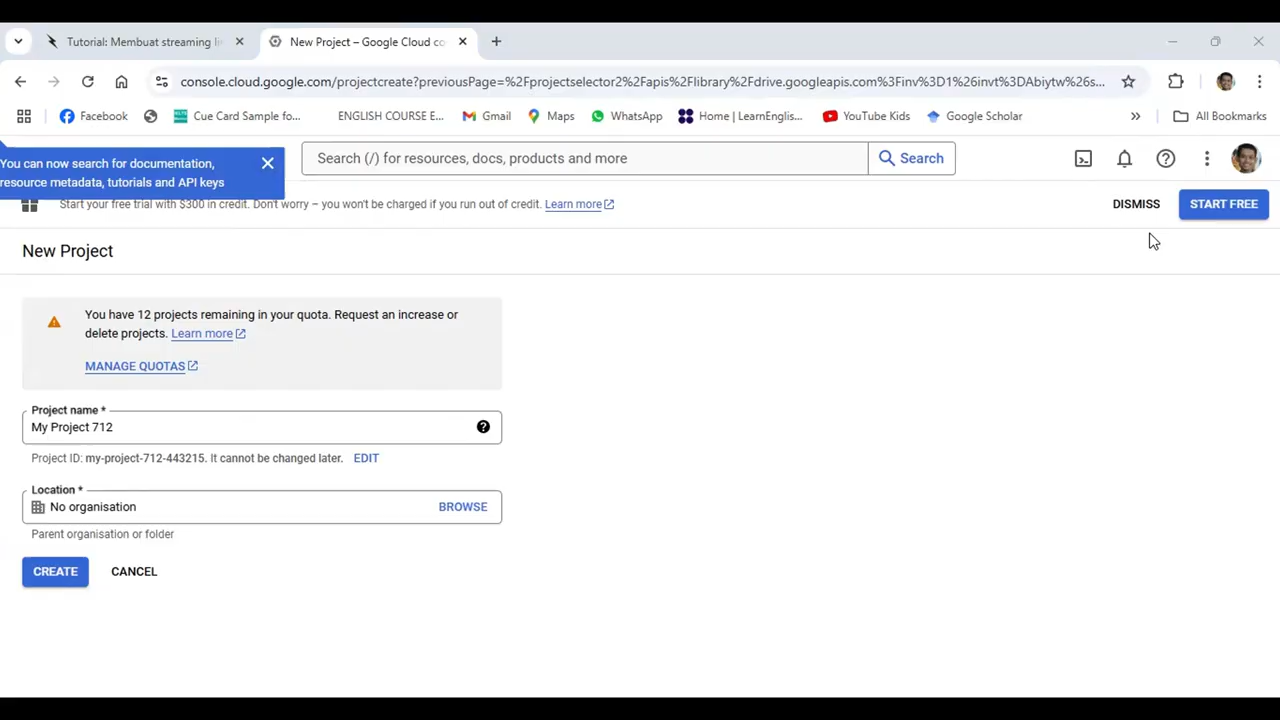 Tutorial: Membuat streaming li
New Project – Google Cloud co
console.cloud.google.com/projectcreate?previousPage=%2Fprojectselector2%2Fapis%2Flibrary%2Fdrive.googleapis.com%3Finv%3D1%26invt%3DAbiytw%26s...
Facebook
Cue Card Sample fo...
ENGLISH COURSE E...
Gmail
Maps
WhatsApp
Home | LearnEnglis...
YouTube Kids
Google Scholar
»
All Bookmarks
You can now search for documentation,
resource metadata, tutorials and API keys
Search (/) for resources, docs, products and more
Search
Start your free trial with $300 in credit. Don't worry – you won't be charged if you run out of credit. Learn more
DISMISS
START FREE
New Project
You have 12 projects remaining in your quota. Request an increase or
delete projects. Learn more
MANAGE QUOTAS
Project name *
My Project 712
Project ID: my-project-712-443215. It cannot be changed later. EDIT
Location *
No organisation
BROWSE
Parent organisation or folder
CREATE
CANCEL